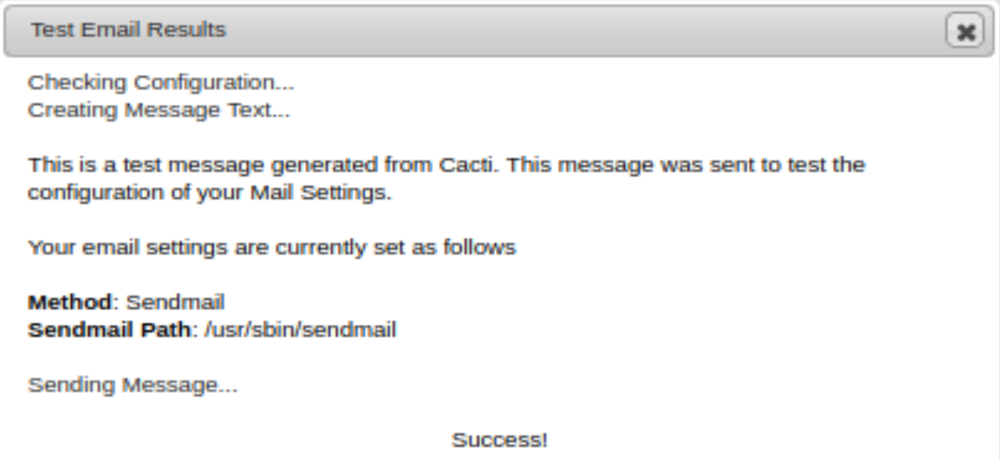 Test Email Results
Checking Configuration...
Creating Message Text...
This is a test message generated from Cacti. This message was sent to test the
configuration of your Mail Settings.
Your email settings are currently set as follows
Method: Sendmail
Sendmail Path: /usr/sbin/sendmail
Sending Message...
Success!